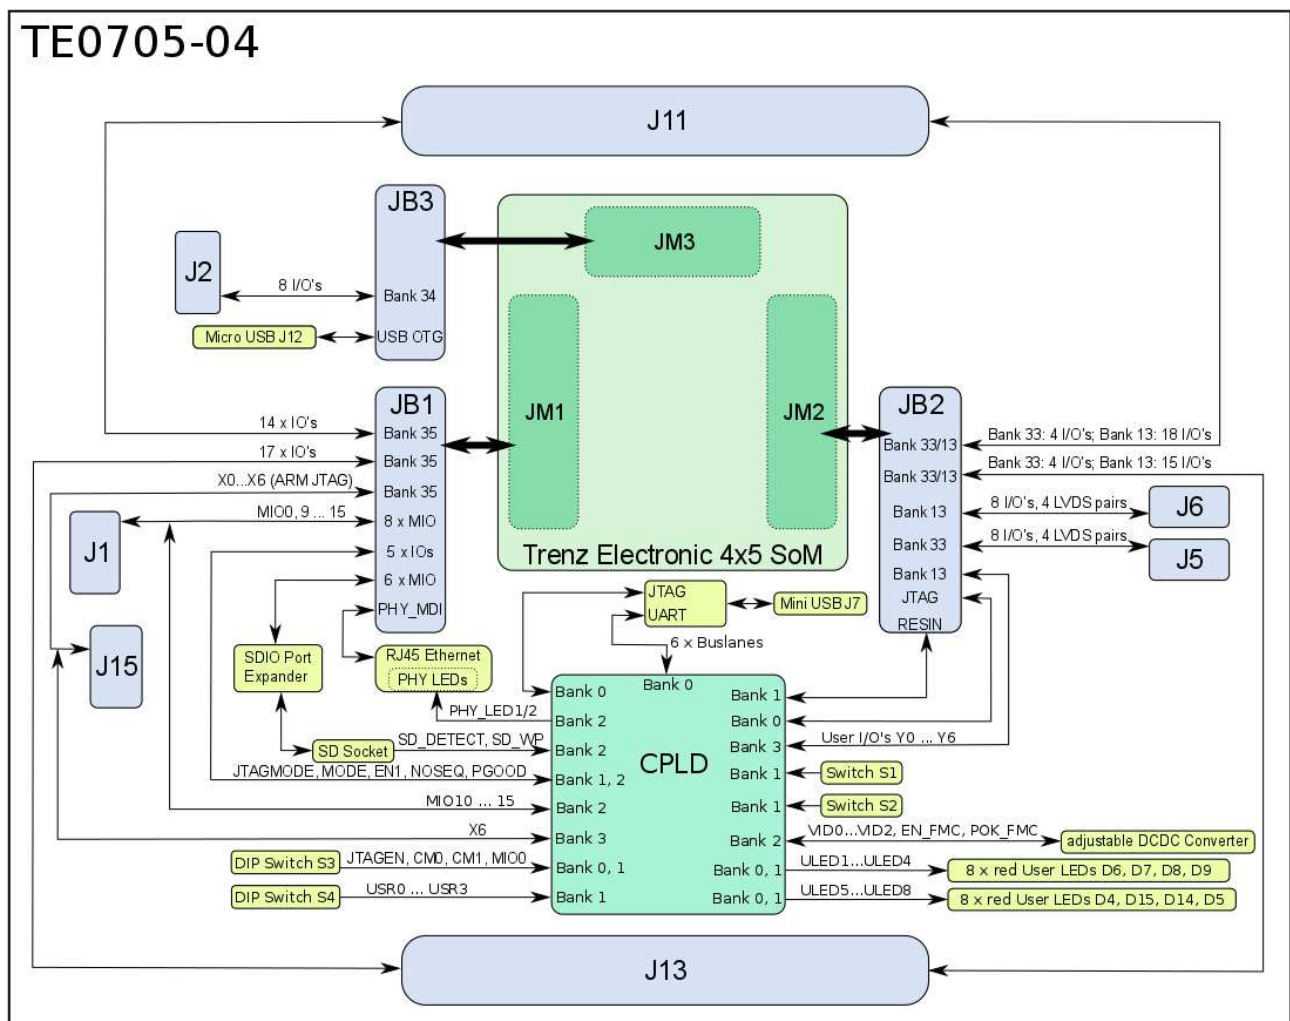 TE0705-04
J11
JB3
JM3
J2
8 I/O's
Bank 34
Micro USB J12
USB OTG
JB1
JM1
JM2
JB2
14 x IO's
Bank 35
Bank 33/13
Bank 33: 4 I/O's; Bank 13: 18 I/O's
17 x IO's
Bank 35
Bank 33/13
Bank 33: 4 I/O's; Bank 13: 15 I/O's
X0...X6 (ARM JTAG)
Bank 35
J1
MIO0, 9 ... 15
8 x MIO
Bank 13
8 I/O's, 4 LVDS pairs
J6
5 x IOs
Trenz Electronic 4x5 SoM
Bank 33
8 I/O's, 4 LVDS pairs
J5
6 x MIO
Bank 13
JTAG
UART
Mini USB J7
JTAG
PHY_MDI
RESIN
J15
SDIO Port
Expander
RJ45 Ethernet
PHY LEDs
6 x Buslanes
Bank 0
Bank 0
Bank 1
PHY_LED1/2
Bank 2
Bank 0
SD Socket
SD_DETECT, SD_WP
Bank 2
CPLD
Bank 3
User I/O's Y0 ... Y6
JTAGMODE, MODE, EN1, NOSEQ, PGOOD
Bank 1, 2
Bank 1
Switch S1
MIO10 ... 15
Bank 2
Bank 1
Switch S2
X6
Bank 3
Bank 2
VID0...VID2, EN_FMC, POK_FMC
adjustable DCDC Converter
DIP Switch S3
JTAGEN, CM0, CM1, MIO0
Bank 0, 1
Bank 0, 1
ULED1...ULED4
8 x red User LEDs D6, D7, D8, D9
DIP Switch S4
USR0 ... USR3
Bank 1
Bank 0, 1
ULED5...ULED8
8 x red User LEDs D4, D15, D14, D5
J13